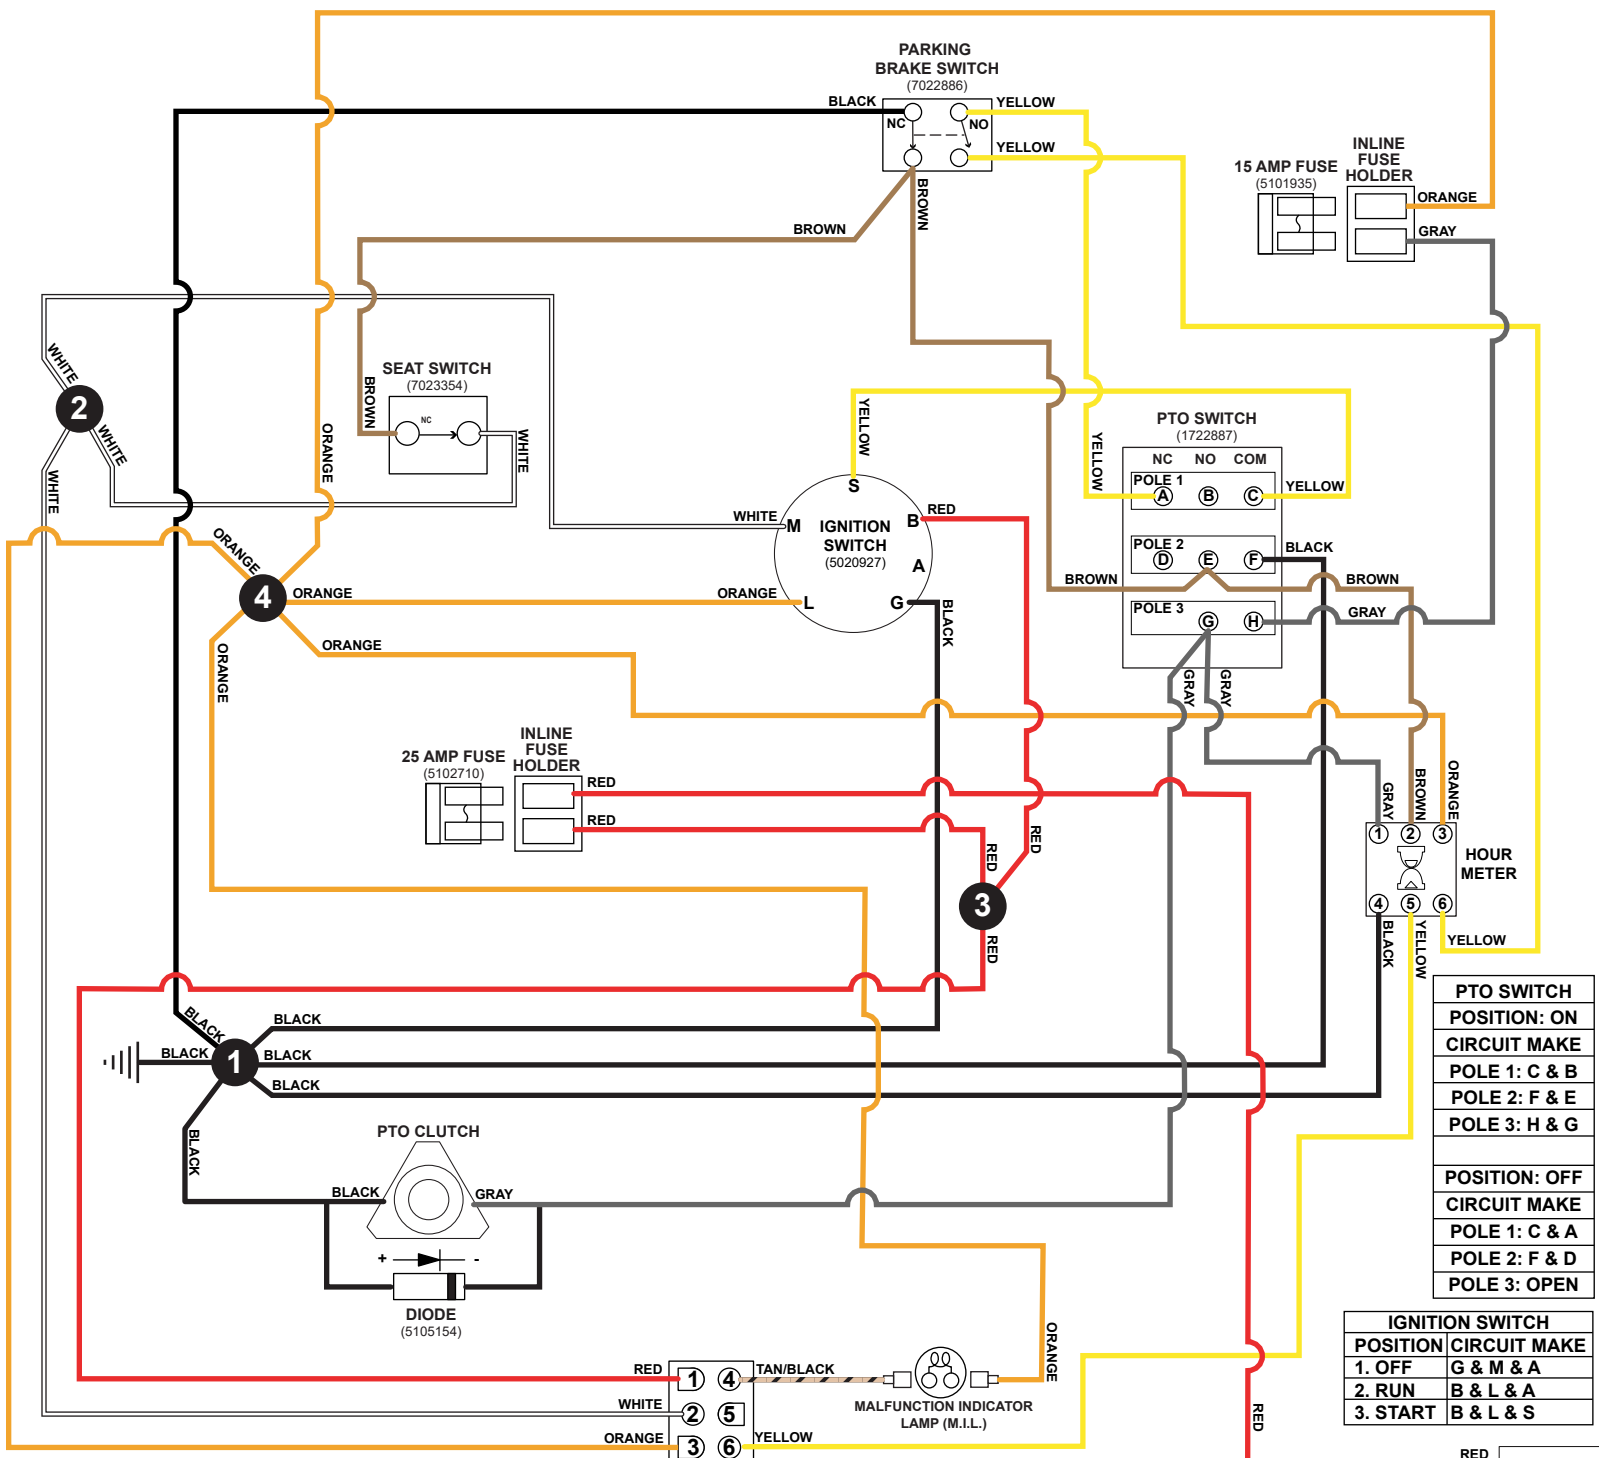 PARKING
BRAKE SWITCH
(7022886)
BLACK
YELLOW
NC
NO
YELLOW
BROWN
BROWN
15 AMP FUSE
(5101935)
INLINE
FUSE
HOLDER
ORANGE
GRAY
WHITE
2
WHITE
WHITE
SEAT SWITCH
(7023354)
BROWN
NC
WHITE
ORANGE
YELLOW
PTO SWITCH
(1722887)
NC NO COM
POLE 1
A B C
YELLOW
YELLOW
POLE 2
D E F
BLACK
BROWN
BROWN
POLE 3
G H
GRAY
GRAY
GRAY
S
WHITE
M
B
RED
IGNITION
SWITCH
(5020927)
A
L
G
BLACK
ORANGE
4
ORANGE
ORANGE
ORANGE
ORANGE
25 AMP FUSE
(5102710)
INLINE
FUSE
HOLDER
RED
RED
RED
RED
3
RED
GRAY
BROWN
ORANGE
1 2 3
HOUR
METER
4 5 6
BLACK
YELLOW
YELLOW
BLACK
BLACK
BLACK
1
BLACK
BLACK
BLACK
PTO CLUTCH
BLACK
GRAY
+ -
DIODE
(5105154)
PTO SWITCH
POSITION: ON
CIRCUIT MAKE
POLE 1: C & B
POLE 2: F & E
POLE 3: H & G
POSITION: OFF
CIRCUIT MAKE
POLE 1: C & A
POLE 2: F & D
POLE 3: OPEN
IGNITION SWITCH
POSITION CIRCUIT MAKE
1. OFF G & M & A
2. RUN B & L & A
3. START B & L & S
RED
1 4
TAN/BLACK
WHITE
2 5
ORANGE
3 6
YELLOW
MALFUNCTION INDICATOR
LAMP (M.I.L.)
ORANGE
RED
RED